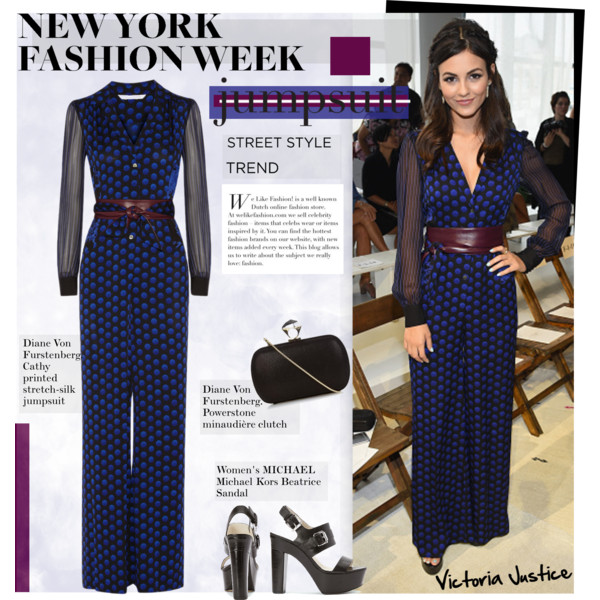 NEW YORK
FASHION WEEK
jumpsuit
STREET STYLE
TREND
We Like Fashion! is a well known
Dutch online fashion store.
At welikefashion.com we sell celebrity
fashion – items that celebs wear or items
inspired by it. You can find the hottest
fashion brands on our website, with new
items added every week. This blog allows
us to write about the subject we really
love: fashion.
Diane Von
Furstenberg
Cathy
printed
stretch-silk
jumpsuit
Diane Von
Furstenberg.
Powerstone
minaudière clutch
Women's MICHAEL
Michael Kors Beatrice
Sandal
Victoria Justice